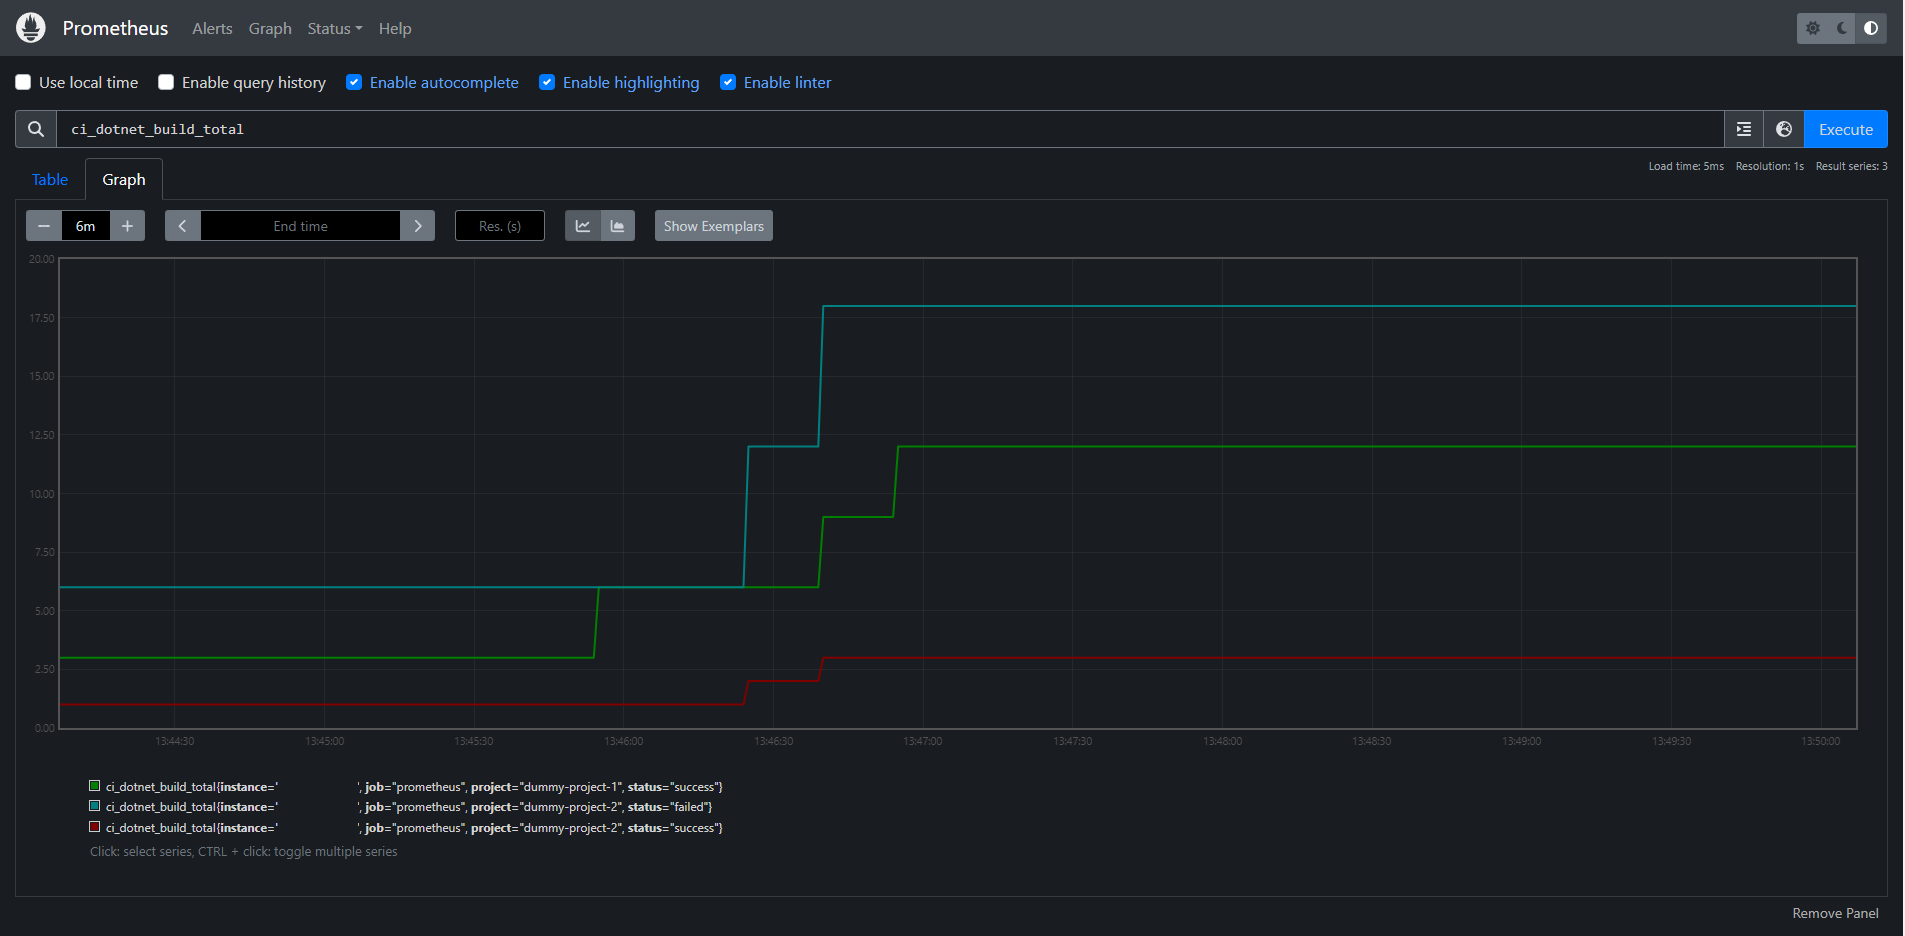 Prometheus Alerts Graph Status Help
Use local time Enable query history Enable autocomplete Enable highlighting Enable linter
ci_dotnet_build_total Execute
Load time: 5ms Resolution: 1s Result series: 3
Table Graph
6m End time Res. (s) Show Exemplars
20.00
17.50
15.00
12.50
10.00
7.50
5.00
2.50
0.00
13:44:30 13:45:00 13:45:30 13:46:00 13:46:30 13:47:00 13:47:30 13:48:00 13:48:30 13:49:00 13:49:30 13:50:00
ci_dotnet_build_total{instance=' ', job="prometheus", project="dummy-project-1", status="success"}
ci_dotnet_build_total{instance=' ', job="prometheus", project="dummy-project-2", status="failed"}
ci_dotnet_build_total{instance=' ', job="prometheus", project="dummy-project-2", status="success"}
Click: select series, CTRL + click: toggle multiple series
Remove Panel